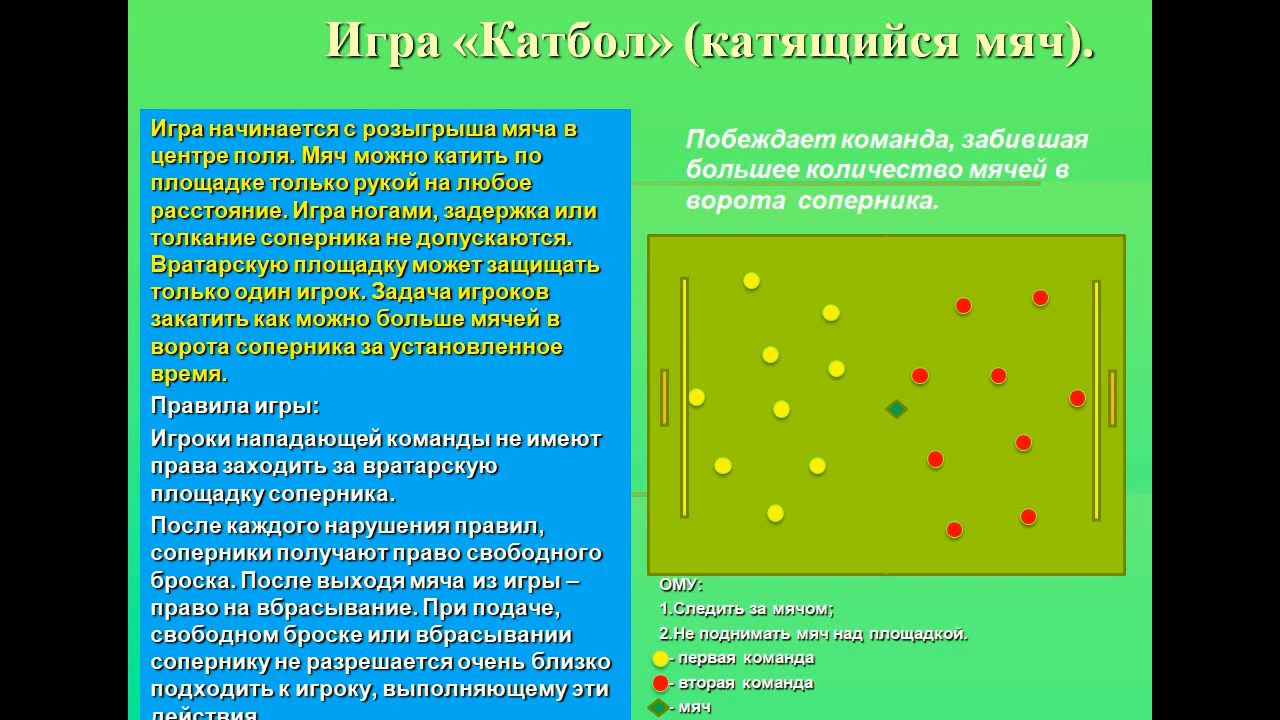 Игра «Катбол» (катящийся мяч).
Игра начинается с розыгрыша мяча в
центре поля. Мяч можно катить по
площадке только рукой на любое
расстояние. Игра ногами, задержка или
толкание соперника не допускаются.
Вратарскую площадку может защищать
только один игрок. Задача игроков
закатить как можно больше мячей в
ворота соперника за установленное
время.
Правила игры:
Игроки нападающей команды не имеют
права заходить за вратарскую
площадку соперника.
После каждого нарушения правил,
соперники получают право свободного
броска. После выходя мяча из игры –
право на вбрасывание. При подаче,
свободном броске или вбрасывании
сопернику не разрешается очень близко
подходить к игроку, выполняющему эти
действия
Побеждает команда, забившая
большее количество мячей в
ворота соперника.
ОМУ:
1.Следить за мячом;
2.Не поднимать мяч над площадкой.
- первая команда
- вторая команда
- мяч